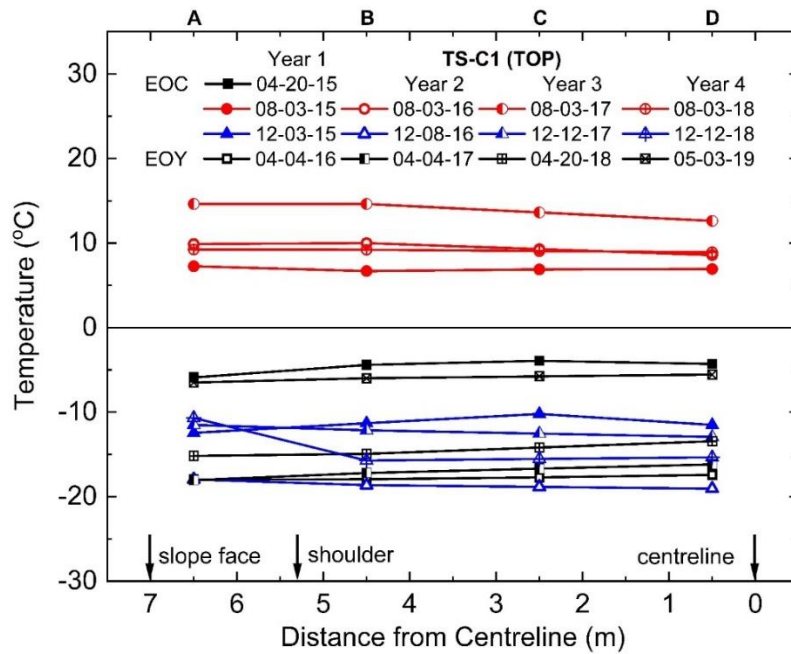 A B C D
30
20
10
0
-10
-20
-30
Temperature (ºC)
Year 1 TS-C1 (TOP)
EOC 04-20-15 Year 2 Year 3 Year 4
08-03-15 08-03-16 08-03-17 08-03-18
12-03-15 12-08-16 12-12-17 12-12-18
EOY 04-04-16 04-04-17 04-20-18 05-03-19
slope face shoulder centreline
7 6 5 4 3 2 1 0
Distance from Centreline (m)